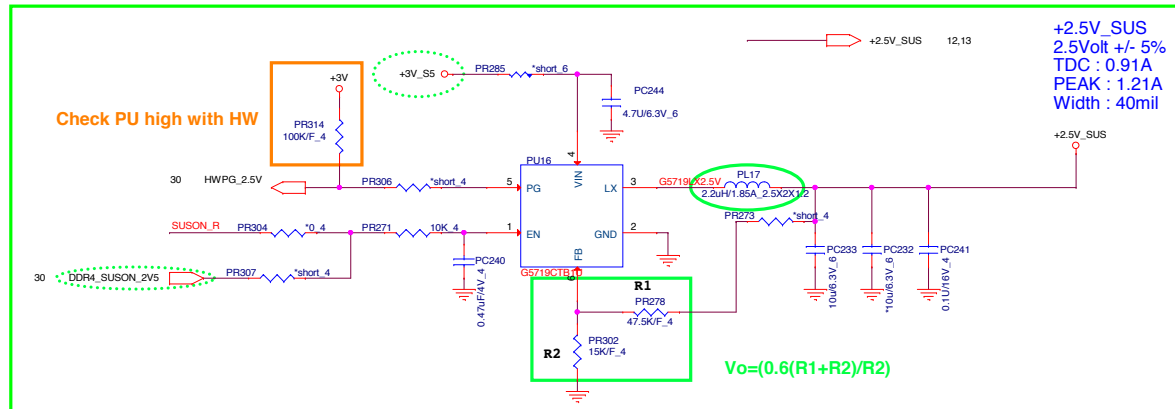 +2.5V_SUS
2.5Volt +/- 5%
TDC : 0.91A
PEAK : 1.21A
Width : 40mil
+2.5V_SUS 12,13
+3V_S5
PR285
*short_6
+3V
Check PU high with HW
PR314
100K/F_4
PC244
4.7U/6.3V_6
+2.5V_SUS
PU16
4
VIN
30 HWPG_2.5V
PR306
*short_4
5
PG
LX
3
G5719LX2.5V
PL17
2.2uH/1.85A_2.5X2X1.2
PR273
*short_4
SUSON_R
PR304
*0_4
PR271
10K_4
1
EN
GND
2
FB
6
G5719CTB1U
PC240
0.47uF/4V_4
30 DDR4_SUSON_2V5
PR307
*short_4
PC233
10u/6.3V_6
PC232
*10u/6.3V_6
PC241
0.1U/16V_4
R1
PR278
47.5K/F_4
R2
PR302
15K/F_4
Vo=(0.6(R1+R2)/R2)